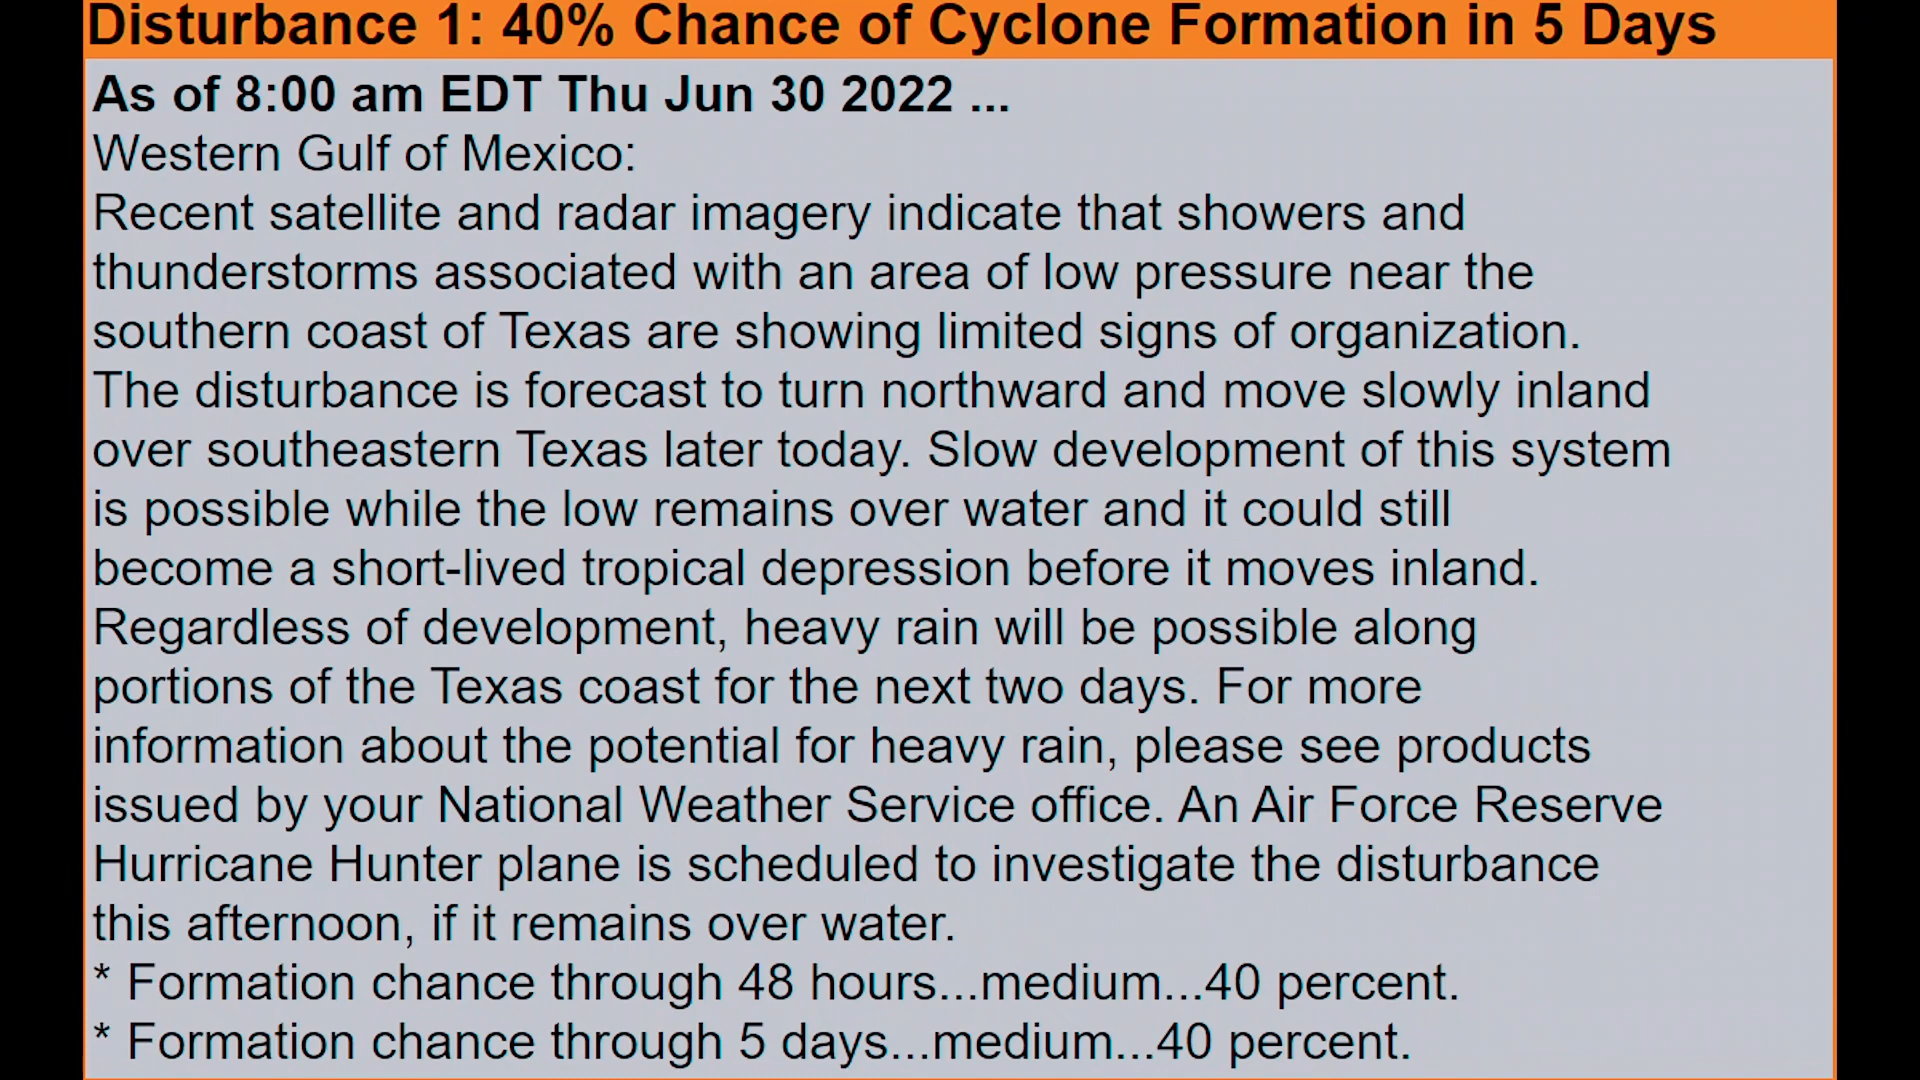 Disturbance 1: 40% Chance of Cyclone Formation in 5 Days
As of 8:00 am EDT Thu Jun 30 2022 ...
Western Gulf of Mexico:
Recent satellite and radar imagery indicate that showers and
thunderstorms associated with an area of low pressure near the
southern coast of Texas are showing limited signs of organization.
The disturbance is forecast to turn northward and move slowly inland
over southeastern Texas later today. Slow development of this system
is possible while the low remains over water and it could still
become a short-lived tropical depression before it moves inland.
Regardless of development, heavy rain will be possible along
portions of the Texas coast for the next two days. For more
information about the potential for heavy rain, please see products
issued by your National Weather Service office. An Air Force Reserve
Hurricane Hunter plane is scheduled to investigate the disturbance
this afternoon, if it remains over water.
* Formation chance through 48 hours...medium...40 percent.
* Formation chance through 5 days...medium...40 percent.